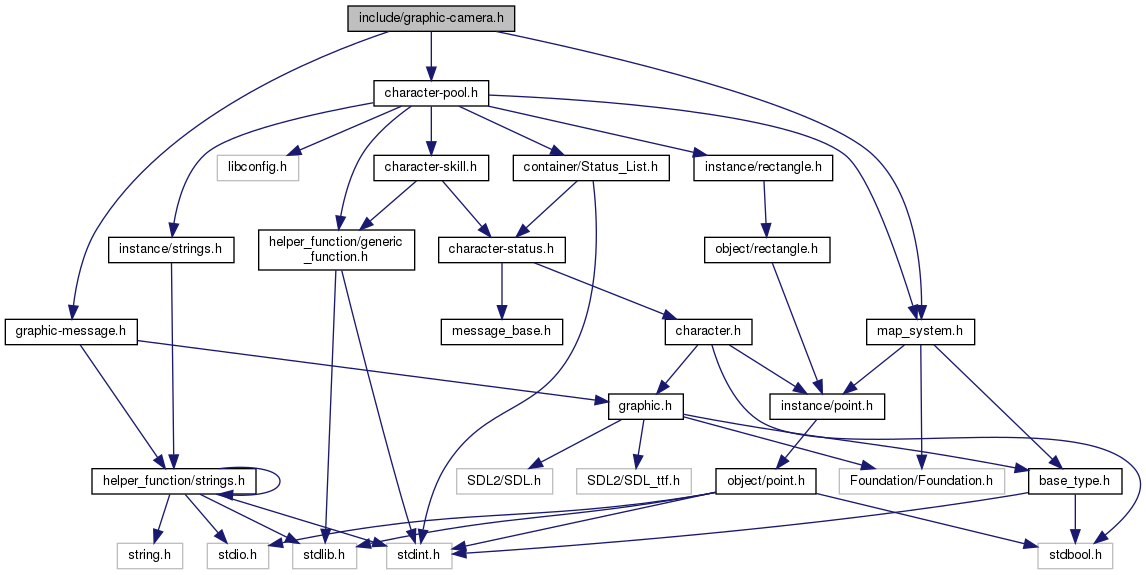 include/graphic-camera.h
character-pool.h
libconfig.h
character-skill.h
container/Status_List.h
instance/rectangle.h
instance/strings.h
helper_function/generic
_function.h
character-status.h
object/rectangle.h
graphic-message.h
message_base.h
character.h
map_system.h
graphic.h
instance/point.h
helper_function/strings.h
SDL2/SDL.h
SDL2/SDL_ttf.h
object/point.h
Foundation/Foundation.h
base_type.h
string.h
stdio.h
stdlib.h
stdint.h
stdbool.h